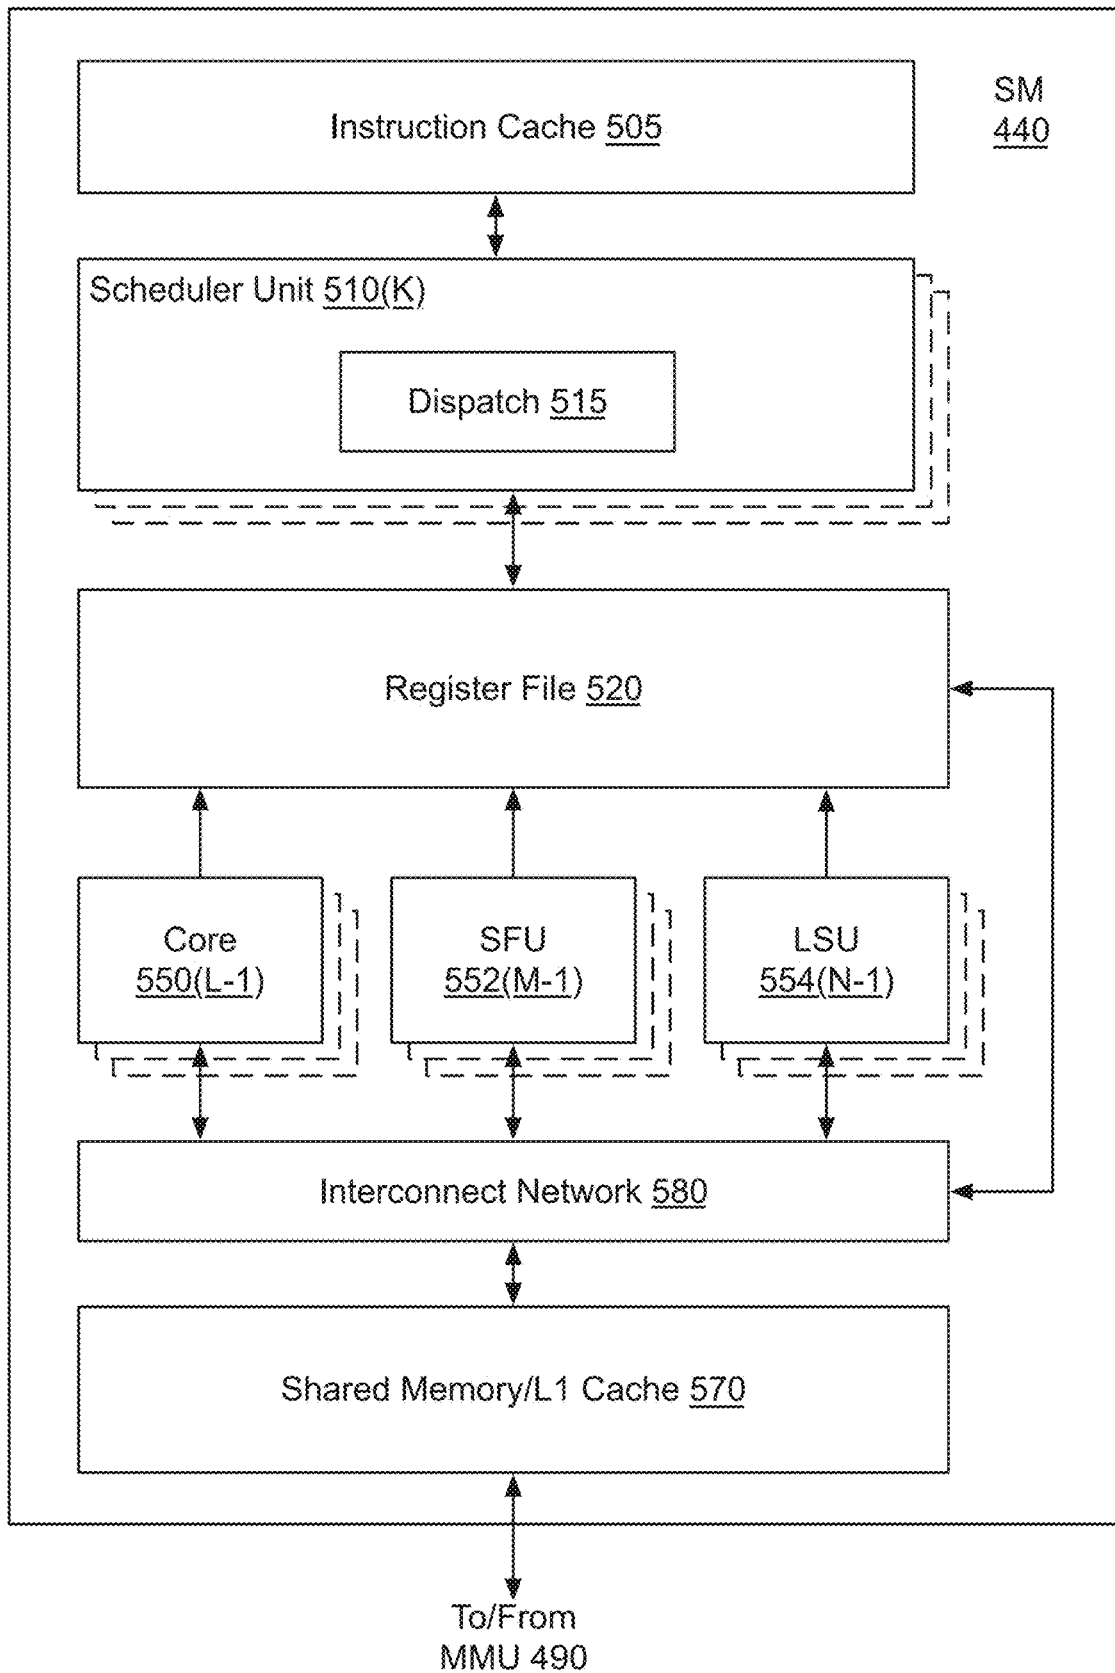 Instruction Cache 505
SM
440
Scheduler Unit 510(K)
Dispatch 515
Register File 520
Core
550(L-1)
SFU
552(M-1)
LSU
554(N-1)
Interconnect Network 580
Shared Memory/L1 Cache 570
To/From
MMU 490